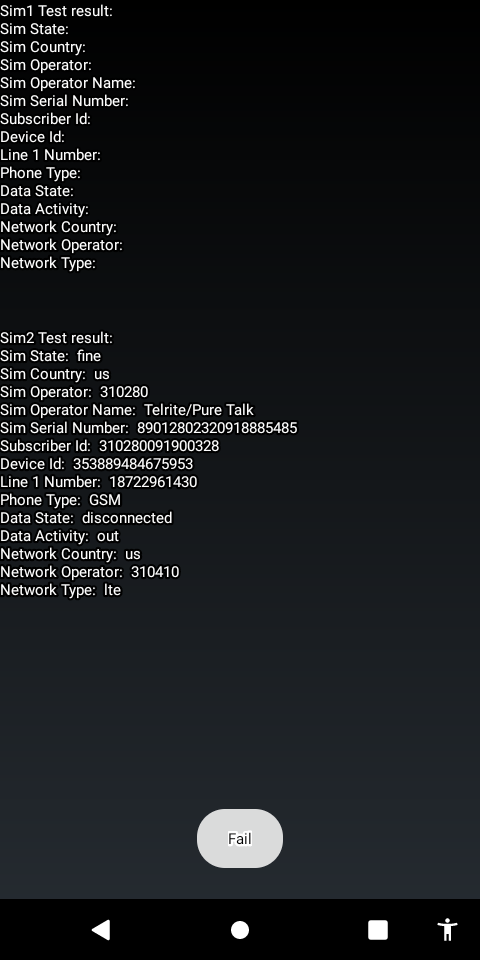 Sim1 Test result:
Sim State:
Sim Country:
Sim Operator:
Sim Operator Name:
Sim Serial Number:
Subscriber Id:
Device Id:
Line 1 Number:
Phone Type:
Data State:
Data Activity:
Network Country:
Network Operator:
Network Type:
Sim2 Test result:
Sim State: fine
Sim Country: us
Sim Operator: 310280
Sim Operator Name: Telrite/Pure Talk
Sim Serial Number: 89012802320918885485
Subscriber Id: 310280091900328
Device Id: 353889484675953
Line 1 Number: 18722961430
Phone Type: GSM
Data State: disconnected
Data Activity: out
Network Country: us
Network Operator: 310410
Network Type: lte
Fail